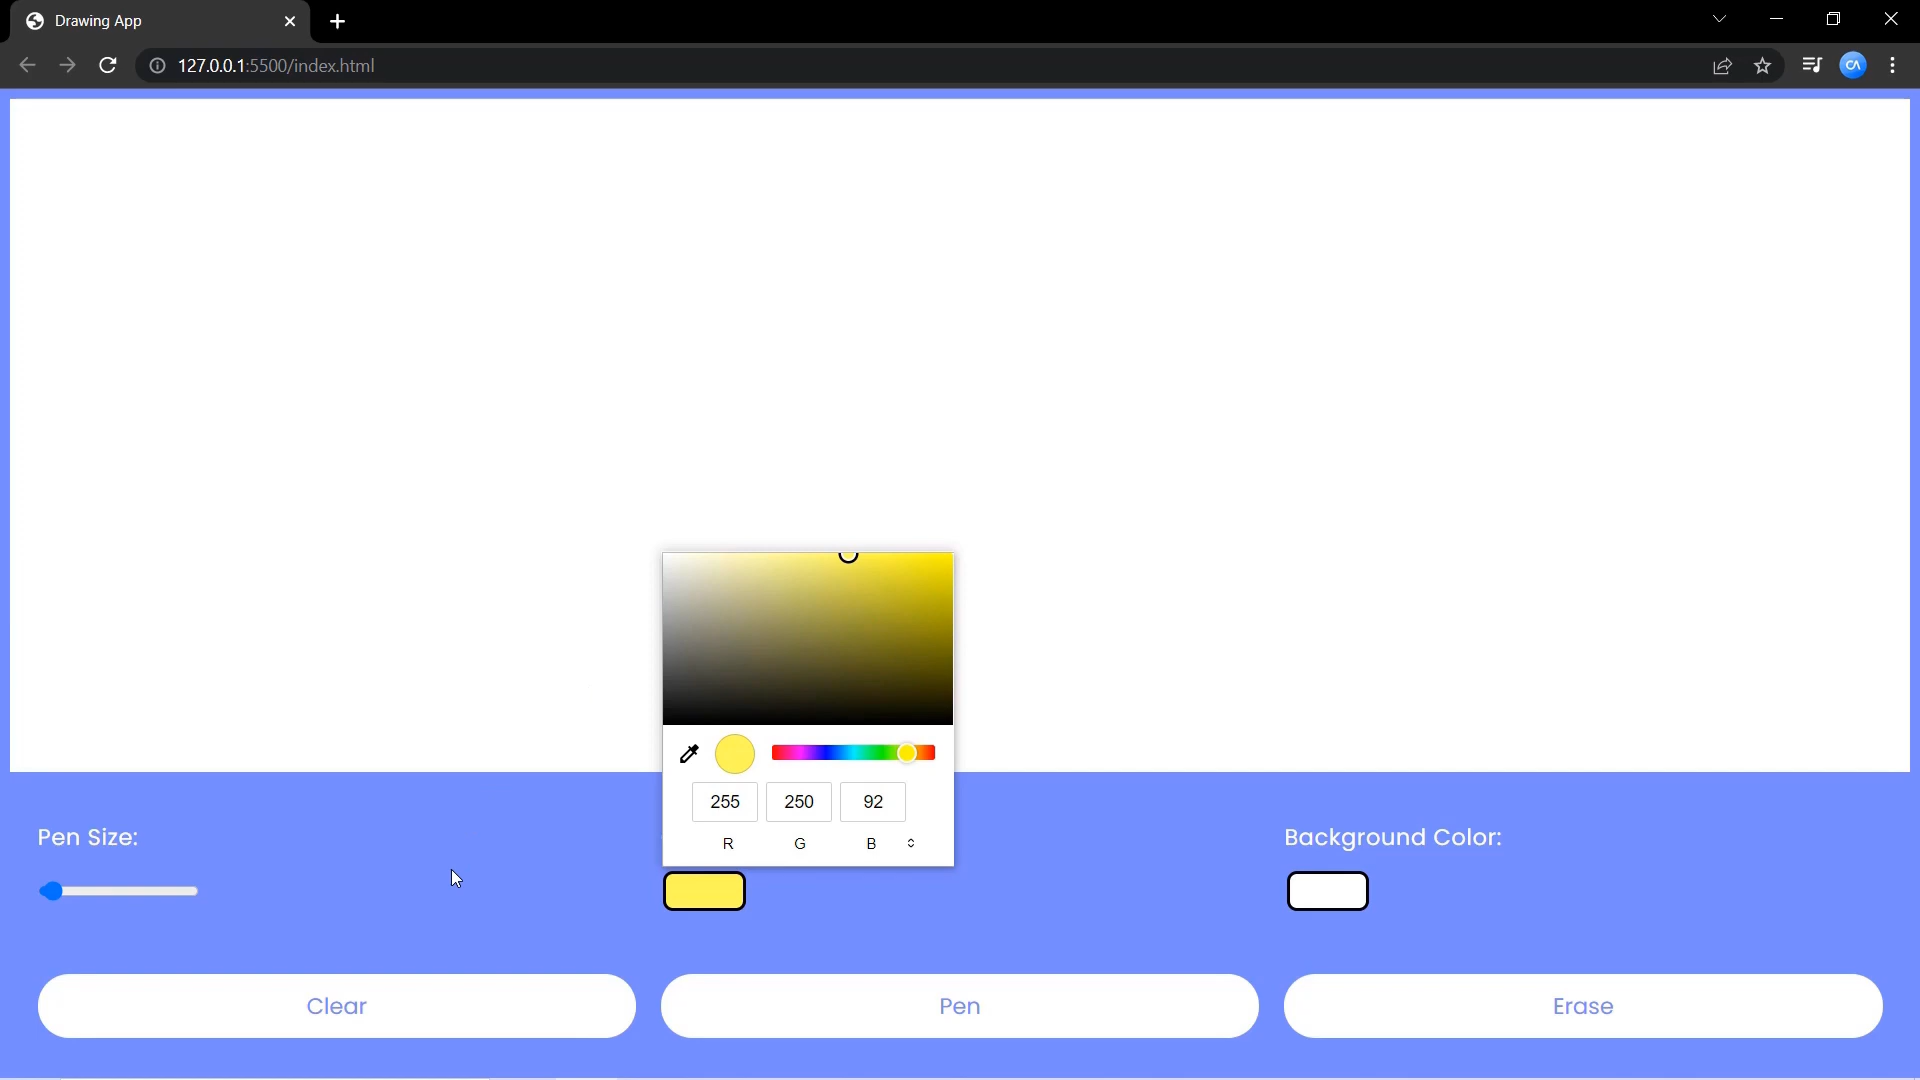 Drawing App
127.0.0.1:5500/index.html
CA
255 250 92
R G B
Pen Size:
Background Color:
Clear
Pen
Erase